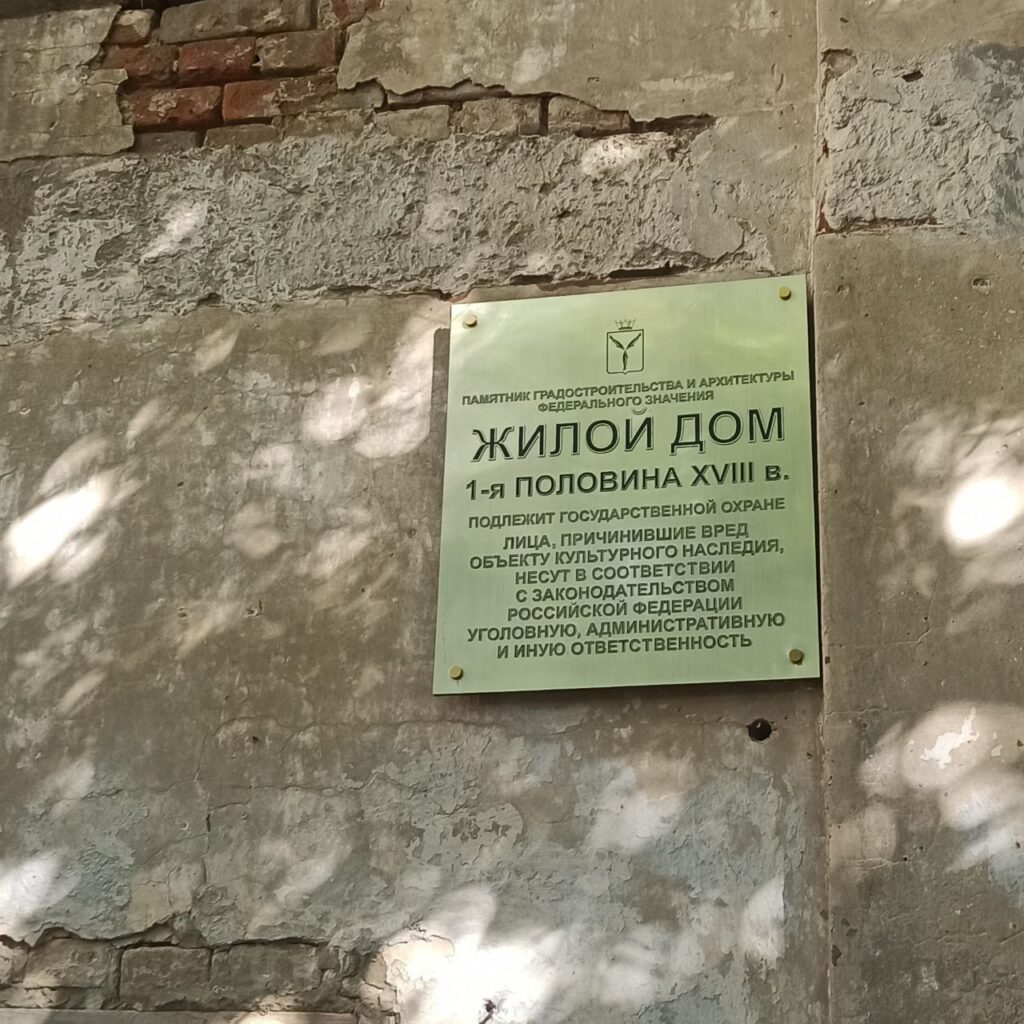 ПАМЯТНИК ГРАДОСТРОИТЕЛЬСТВА И АРХИТЕКТУРЫ
ФЕДЕРАЛЬНОГО ЗНАЧЕНИЯ
ЖИЛОЙ ДОМ
1-я ПОЛОВИНА XVIII в.
ПОДЛЕЖИТ ГОСУДАРСТВЕННОЙ ОХРАНЕ
ЛИЦА, ПРИЧИНИВШИЕ ВРЕД
ОБЪЕКТУ КУЛЬТУРНОГО НАСЛЕДИЯ,
НЕСУТ В СООТВЕТСТВИИ
С ЗАКОНОДАТЕЛЬСТВОМ
РОССИЙСКОЙ ФЕДЕРАЦИИ
УГОЛОВНУЮ, АДМИНИСТРАТИВНУЮ
И ИНУЮ ОТВЕТСТВЕННОСТЬ